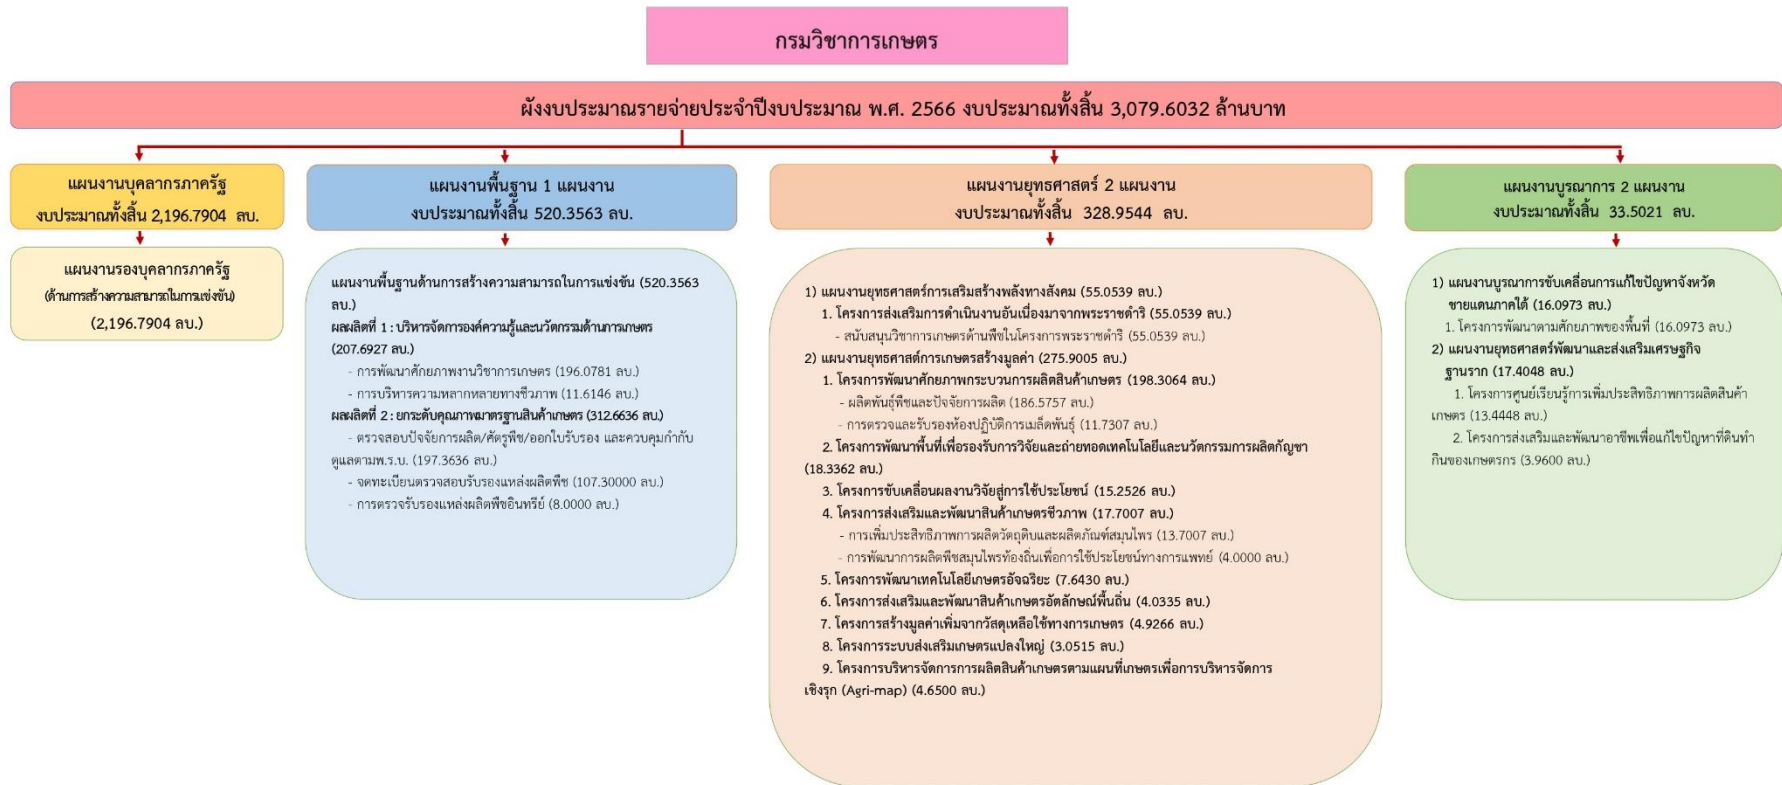 กรมวิชาการเกษตร
ผังงบประมาณรายจ่ายประจำปีงบประมาณ พ.ศ. 2566 งบประมาณทั้งสิ้น 3,079.6032 ล้านบาท
แผนงานบุคลากรภาครัฐ
งบประมาณทั้งสิ้น 2,196.7904 ลบ.
แผนงานรองบุคลากรภาครัฐ
(ด้านการสร้างความสามารถในการแข่งขัน)
(2,196.7904 ลบ.)
แผนงานพื้นฐาน 1 แผนงาน
งบประมาณทั้งสิ้น 520.3563 ลบ.
แผนงานพื้นฐานด้านการสร้างความสามารถในการแข่งขัน (520.3563
ลบ.)
ผลผลิตที่ 1 : บริหารจัดการองค์ความรู้และนวัตกรรมด้านการเกษตร
(207.6927 ลบ.)
- การพัฒนาศักยภาพงานวิชาการเกษตร (196.0781 ลบ.)
- การบริหารความหลากหลายทางชีวภาพ (11.6146 ลบ.)
ผลผลิตที่ 2 : ยกระดับคุณภาพมาตรฐานสินค้าเกษตร (312.6636 ลบ.)
- ตรวจสอบปัจจัยการผลิต/ศัตรูพืช/ออกใบรับรอง และควบคุมกำกับ
ดูแลตามพ.ร.บ. (197.3636 ลบ.)
- จดทะเบียนตรวจสอบรับรองแหล่งผลิตพืช (107.30000 ลบ.)
- การตรวจรับรองแหล่งผลิตพืชอินทรีย์ (8.0000 ลบ.)
แผนงานยุทธศาสตร์ 2 แผนงาน
งบประมาณทั้งสิ้น 328.9544 ลบ.
1) แผนงานยุทธศาสตร์การเสริมสร้างพลังทางสังคม (55.0539 ลบ.)
1. โครงการส่งเสริมการดำเนินงานอันเนื่องมาจากพระราชดำริ (55.0539 ลบ.)
- สนับสนุนวิชาการเกษตรด้านพืชในโครงการพระราชดำริ (55.0539 ลบ.)
2) แผนงานยุทธศาสต์การเกษตรสร้างมูลค่า (275.9005 ลบ.)
1. โครงการพัฒนาศักยภาพกระบวนการผลิตสินค้าเกษตร (198.3064 ลบ.)
- ผลิตพันธุ์พืชและปัจจัยการผลิต (186.5757 ลบ.)
- การตรวจและรับรองห้องปฏิบัติการเมล็ดพันธุ์ (11.7307 ลบ.)
2. โครงการพัฒนาพื้นที่เพื่อรองรับการวิจัยและถ่ายทอดเทคโนโลยีและนวัตกรรมการผลิตกัญชา
(18.3362 ลบ.)
3. โครงการขับเคลื่อนผลงานวิจัยสู่การใช้ประโยชน์ (15.2526 ลบ.)
4. โครงการส่งเสริมและพัฒนาสินค้าเกษตรชีวภาพ (17.7007 ลบ.)
- การเพิ่มประสิทธิภาพการผลิตวัตถุดิบและผลิตภัณฑ์สมุนไพร (13.7007 ลบ.)
- การพัฒนาการผลิตพืชสมุนไพรท้องถิ่นเพื่อการใช้ประโยชน์ทางการแพทย์ (4.0000 ลบ.)
5. โครงการพัฒนาเทคโนโลยีเกษตรอัจฉริยะ (7.6430 ลบ.)
6. โครงการส่งเสริมและพัฒนาสินค้าเกษตรอัตลักษณ์พื้นถิ่น (4.0335 ลบ.)
7. โครงการสร้างมูลค่าเพิ่มจากวัสดุเหลือใช้ทางการเกษตร (4.9266 ลบ.)
8. โครงการระบบส่งเสริมเกษตรแปลงใหญ่ (3.0515 ลบ.)
9. โครงการบริหารจัดการการผลิตสินค้าเกษตรตามแผนที่เกษตรเพื่อการบริหารจัดการ
เชิงรุก (Agri-map) (4.6500 ลบ.)
แผนงานบูรณาการ 2 แผนงาน
งบประมาณทั้งสิ้น 33.5021 ลบ.
1) แผนงานบูรณาการขับเคลื่อนการแก้ไขปัญหาจังหวัด
ชายแดนภาคใต้ (16.0973 ลบ.)
1. โครงการพัฒนาตามศักยภาพของพื้นที่ (16.0973 ลบ.)
2) แผนงานยุทธศาสตร์พัฒนาและส่งเสริมเศรษฐกิจ
ฐานราก (17.4048 ลบ.)
1. โครงการศูนย์เรียนรู้การเพิ่มประสิทธิภาพการผลิตสินค้า
เกษตร (13.4448 ลบ.)
2. โครงการส่งเสริมและพัฒนาอาชีพเพื่อแก้ไขปัญหาที่ดินทำ
กินของเกษตรกร (3.9600 ลบ.)